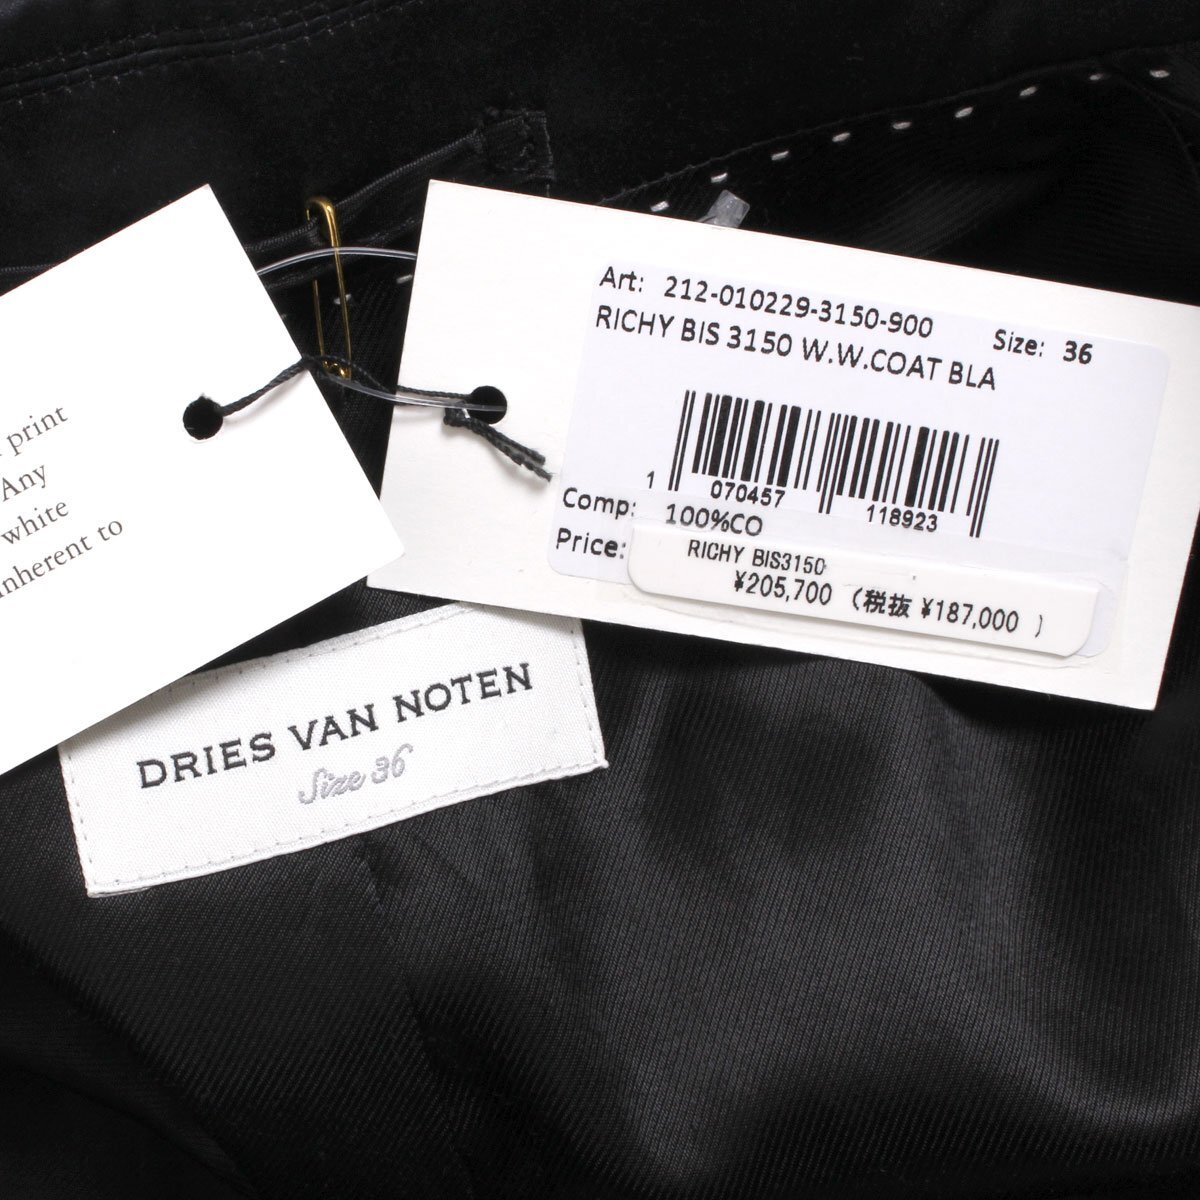 print
Any
white
inherent to
Art: 212-010229-3150-900 Size: 36
RICHY BIS 3150 W.W.COAT BLA
1 070457 118923
Comp: 100%CO
Price:
RICHY BIS3150
¥205,700 (税抜 ¥187,000 )
DRIES VAN NOTEN
Size 36